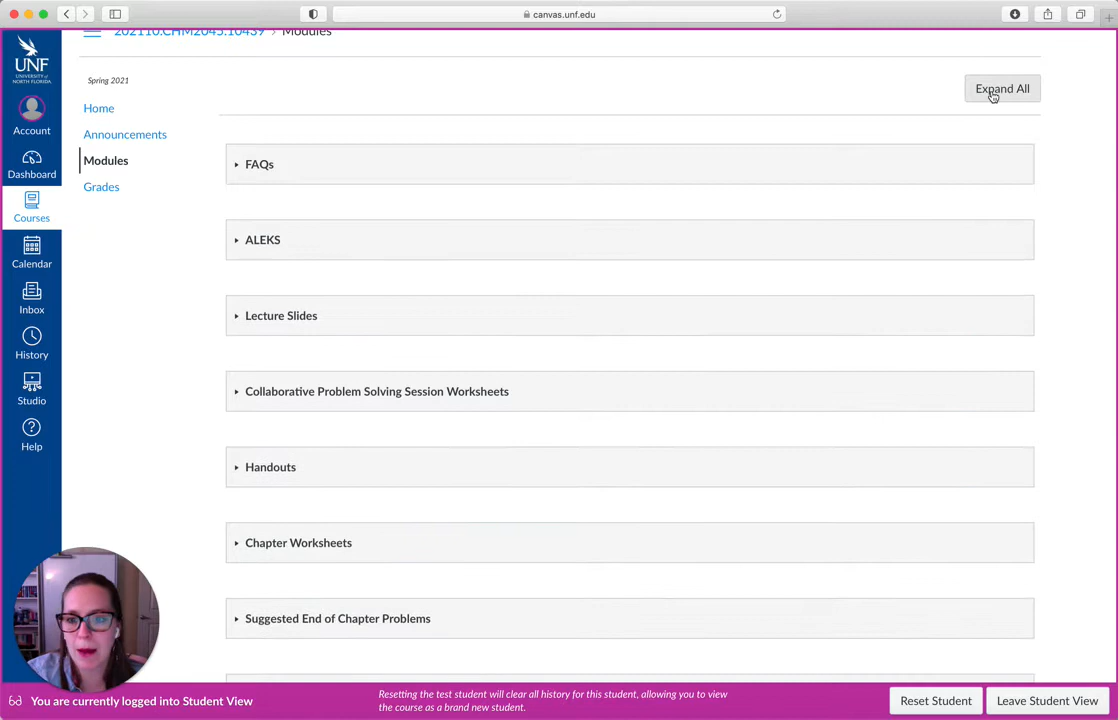 canvas.unf.edu
202110.CHM2045.10439 › Modules
UNF
UNIVERSITY of
NORTH FLORIDA
Account
Dashboard
Courses
Calendar
Inbox
History
Studio
Help
Spring 2021
Home
Announcements
Modules
Grades
Expand All
FAQs
ALEKS
Lecture Slides
Collaborative Problem Solving Session Worksheets
Handouts
Chapter Worksheets
Suggested End of Chapter Problems
You are currently logged into Student View
Resetting the test student will clear all history for this student, allowing you to view
the course as a brand new student.
Reset Student
Leave Student View